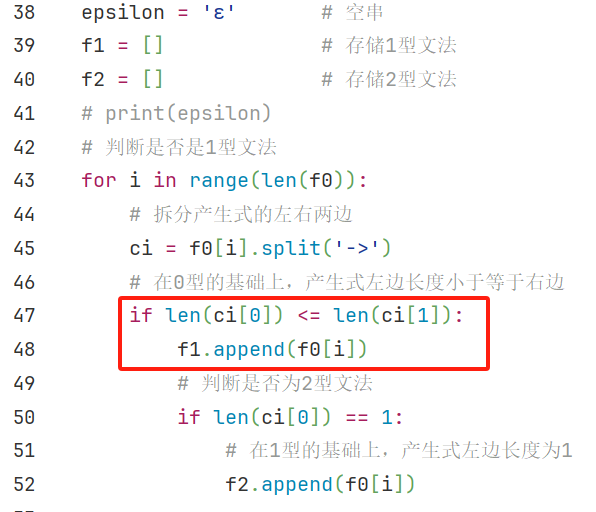 38 epsilon = 'ε' # 空串
39 f1 = [] # 存储1型文法
40 f2 = [] # 存储2型文法
41 # print(epsilon)
42 # 判断是否是1型文法
43 for i in range(len(f0)):
44 # 拆分产生式的左右两边
45 ci = f0[i].split('->')
46 # 在0型的基础上，产生式左边长度小于等于右边
47 if len(ci[0]) <= len(ci[1]):
48 f1.append(f0[i])
49 # 判断是否为2型文法
50 if len(ci[0]) == 1:
51 # 在1型的基础上，产生式左边长度为1
52 f2.append(f0[i])